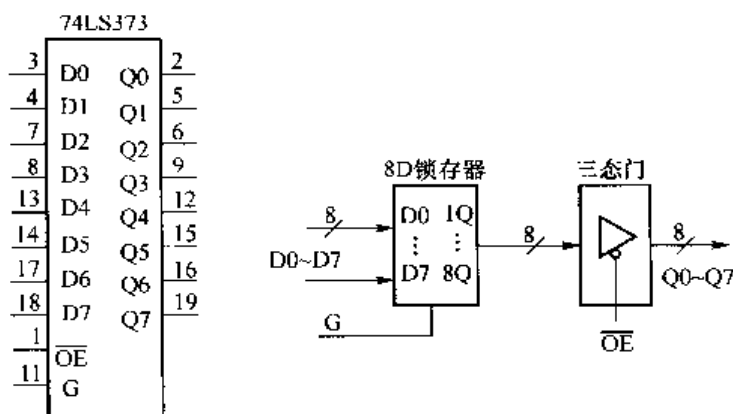 74LS373
3 D0 Q0 2
4 D1 Q1 5
7 D2 Q2 6
8 D3 Q3 9
13 D4 Q4 12
14 D5 Q5 15
17 D6 Q6 16
18 D7 Q7 19
1 OE
11 G
8D锁存器
三态门
8 D0 1Q 8 8
⋮ ⋮
D0~D7 D7 8Q Q0~Q7
G
OE